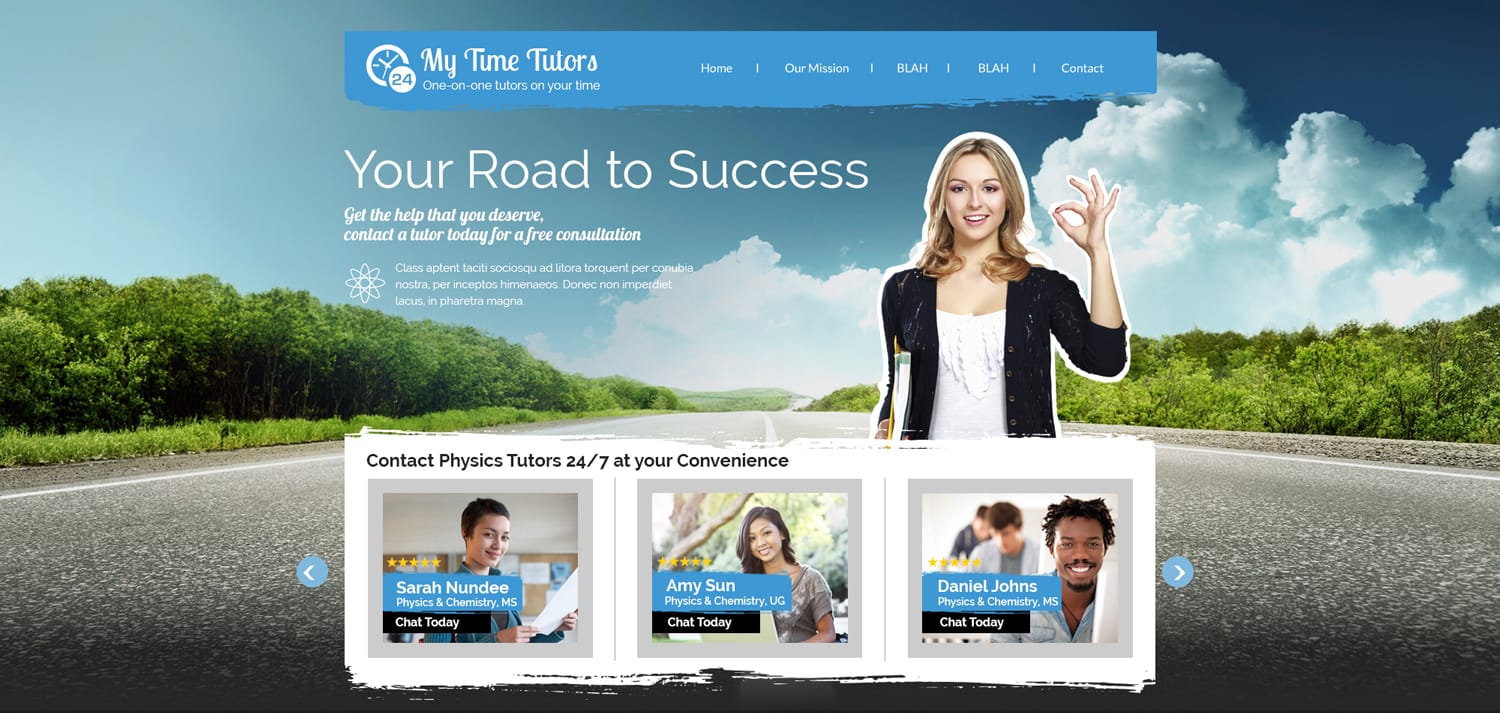 My Time Tutors
24
One-on-one tutors on your time
Home | Our Mission | BLAH | BLAH | Contact
Your Road to Success
Get the help that you deserve,
contact a tutor today for a free consultation
Class aptent taciti sociosqu ad litora torquent per conubia
nostra, per inceptos himenaeos. Donec non imperdiet
lacus, in pharetra magna.
Contact Physics Tutors 24/7 at your Convenience
Sarah Nundee
Physics & Chemistry, MS
Chat Today
Amy Sun
Physics & Chemistry, UG
Chat Today
Daniel Johns
Physics & Chemistry, MS
Chat Today